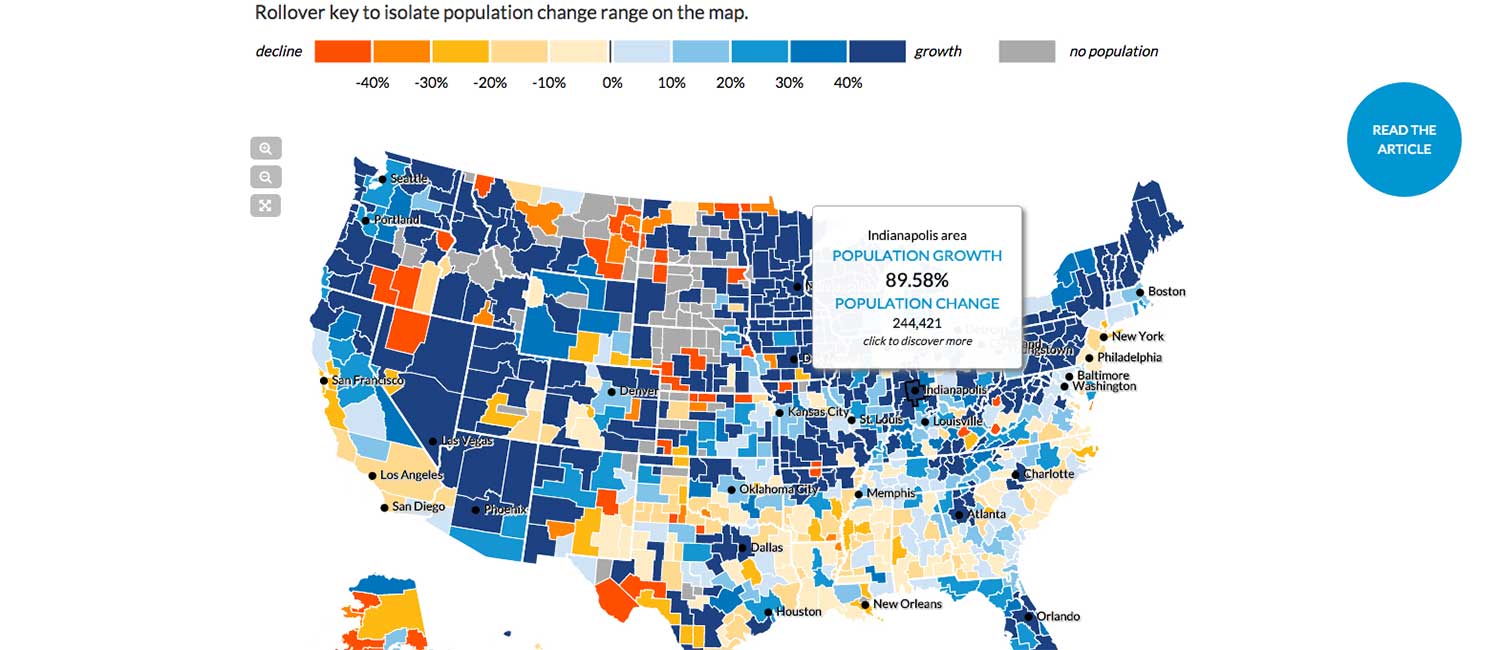 Rollover key to isolate population change range on the map.
decline
growth
no population
-40% -30% -20% -10% 0% 10% 20% 30% 40%
READ THE
ARTICLE
Seattle
Portland
Indianapolis area
POPULATION GROWTH
89.58%
POPULATION CHANGE
244,421
click to discover more
Boston
Detroit
New York
Philadelphia
Baltimore
Washington
San Francisco
Denver
Indianapolis
Kansas City
St. Louis
Louisville
Las Vegas
Los Angeles
Charlotte
Oklahoma City
Memphis
San Diego
Phoenix
Atlanta
Dallas
New Orleans
Houston
Orlando